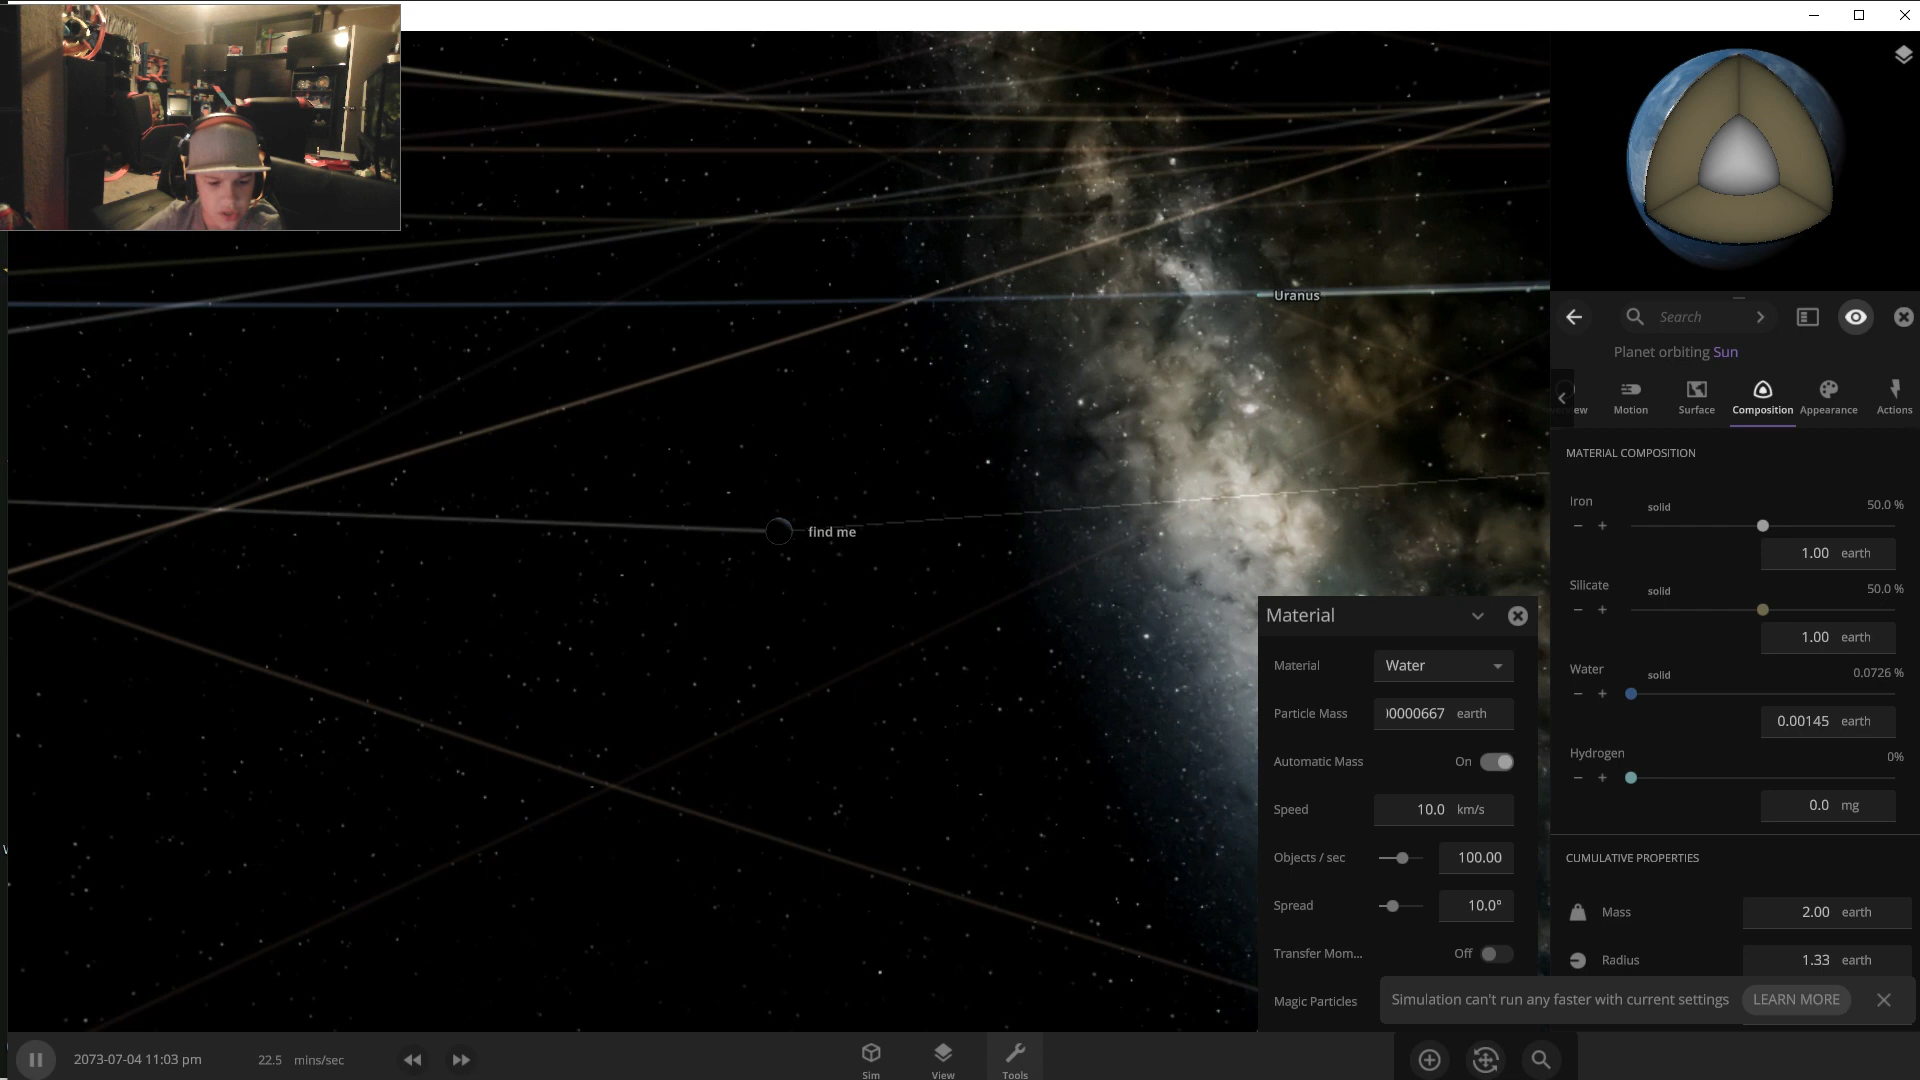 Uranus
find me
Search
Planet orbiting Sun
Motion
Surface
Composition
Appearance
Actions
MATERIAL COMPOSITION
Iron
solid
50.0 %
1.00 earth
Silicate
solid
50.0 %
1.00 earth
Water
solid
0.0726 %
0.00145 earth
Hydrogen
0%
0.0 mg
CUMULATIVE PROPERTIES
Mass
2.00 earth
Radius
1.33 earth
Material
Material
Water
Particle Mass
00000667 earth
Automatic Mass
On
Speed
10.0 km/s
Objects / sec
100.00
Spread
10.0°
Transfer Mom...
Off
Magic Particles
Simulation can't run any faster with current settings
LEARN MORE
2073-07-04 11:03 pm
22.5 mins/sec
Sim
View
Tools